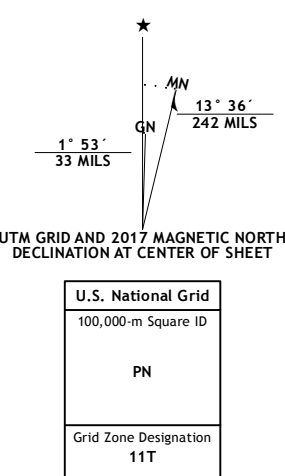 ★
MN
GN
13° 36´
242 MILS
1° 53´
33 MILS
UTM GRID AND 2017 MAGNETIC NORTH
DECLINATION AT CENTER OF SHEET
U.S. National Grid
100,000-m Square ID
PN
Grid Zone Designation
11T